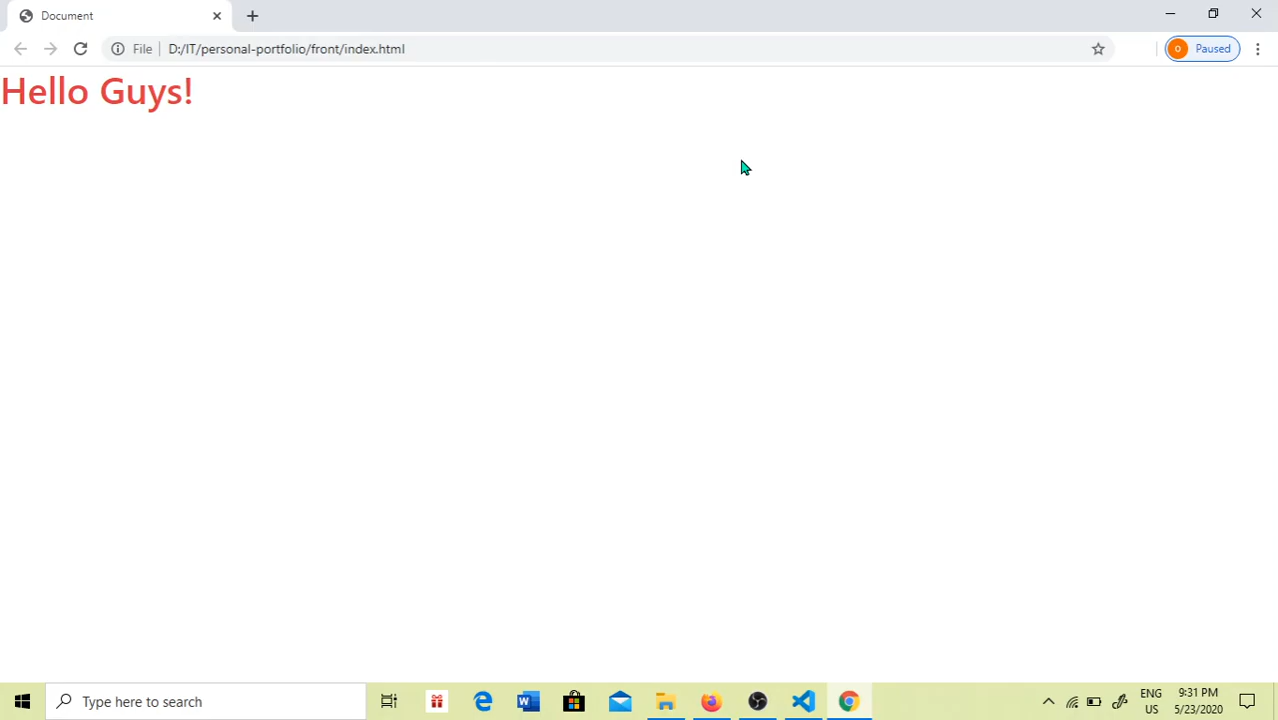 Document
File
D:/IT/personal-portfolio/front/index.html
0
Paused
Hello Guys!
Type here to search
W
ENG
US
9:31 PM
5/23/2020